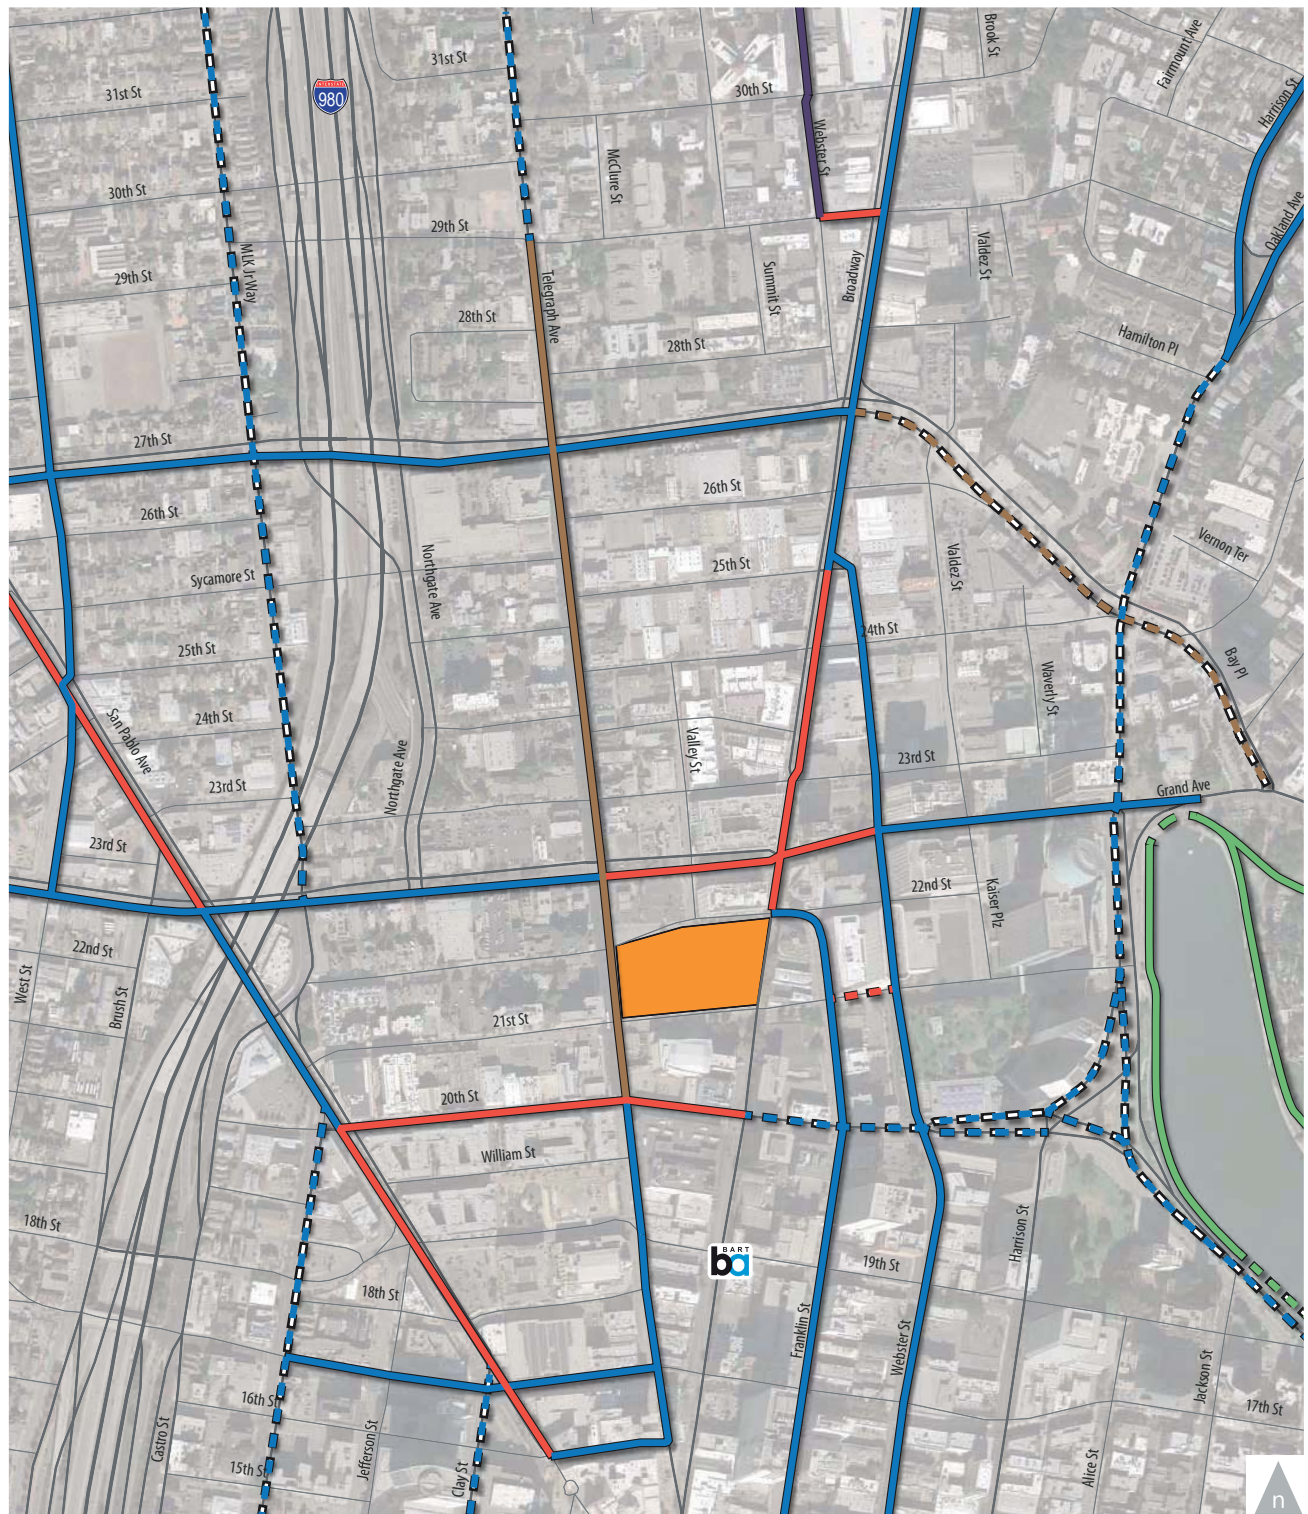 31st St
Brook St
Fairmount Ave
31st St
INTERSTATE
980
30th St
Harrison St
Webster St
McClure St
30th St
29th St
Oakland Ave
MLK Jr Way
Valdez St
29th St
Summit St
Broadway
Telegraph Ave
28th St
28th St
Hamilton Pl
27th St
26th St
26th St
Vernon Ter
25th St
Valdez St
Sycamore St
Northgate Ave
24th St
25th St
Bay Pl
Waverly St
24th St
San Pablo Ave
Valley St
23rd St
Northgate Ave
23rd St
Grand Ave
23rd St
22nd St
Kaiser Plz
22nd St
West St
Brush St
21st St
20th St
William St
18th St
Harrison St
BART
ba
19th St
18th St
Franklin St
Webster St
Jackson St
16th St
17th St
Castro St
Jefferson St
Alice St
15th St
Clay St
n